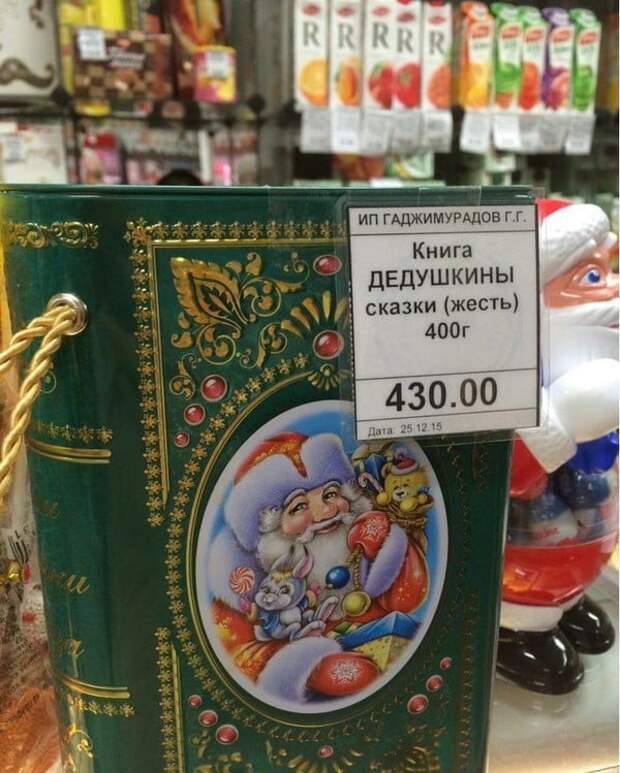 R R R R R
ИП ГАДЖИМУРАДОВ Г.Г.
Книга
ДЕДУШКИНЫ
сказки (жесть)
400г
430.00
Дата: 25.12.15